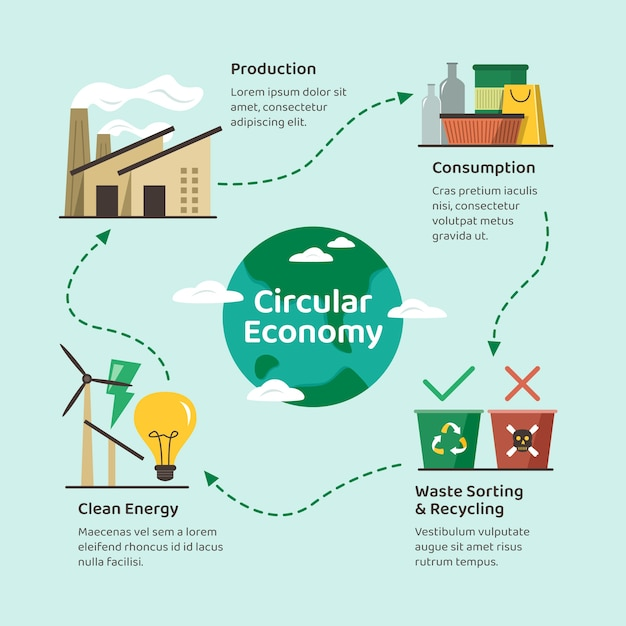 Production
Lorem ipsum dolor sit
amet, consectetur
adipiscing elit.
Consumption
Cras pretium iaculis
nisi, consectetur
volutpat metus
gravida ut.
Circular
Economy
Waste Sorting
& Recycling
Vestibulum vulputate
augue sit amet risus
rutrum tempus.
Clean Energy
Maecenas vel sem et lorem
eleifend dictum id lacus
nulla facilisi.